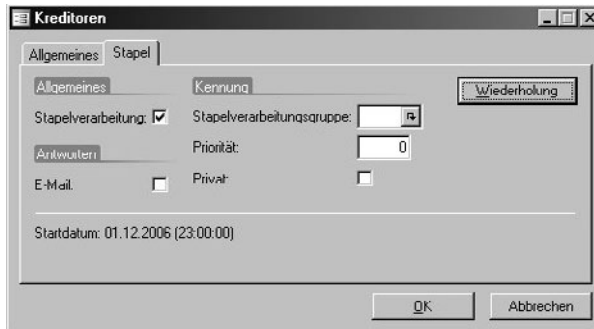 Kreditoren
Allgemeines Stapel
Allgemeines Kennung
Wiederholung
Stapelverarbeitung: Stapelverarbeitungsgruppe:
Priorität: 0
Antworten
E-Mail: Privat:
Startdatum: 01.12.2006 (23:00:00)
OK Abbrechen